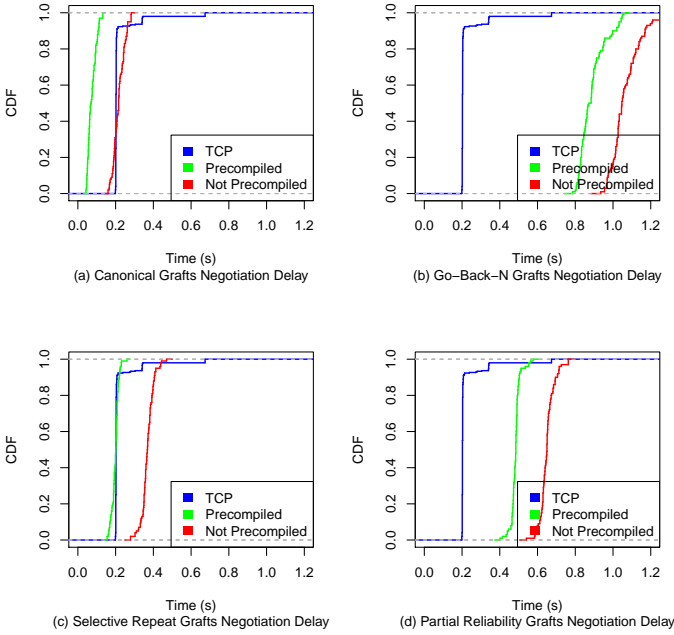 CDF
1.0
0.8
0.6
0.4
0.2
0.0
TCP
Precompiled
Not Precompiled
0.0 0.2 0.4 0.6 0.8 1.0 1.2
Time (s)
(a) Canonical Grafts Negotiation Delay
CDF
1.0
0.8
0.6
0.4
0.2
0.0
TCP
Precompiled
Not Precompiled
0.0 0.2 0.4 0.6 0.8 1.0 1.2
Time (s)
(b) Go−Back−N Grafts Negotiation Delay
CDF
1.0
0.8
0.6
0.4
0.2
0.0
TCP
Precompiled
Not Precompiled
0.0 0.2 0.4 0.6 0.8 1.0 1.2
Time (s)
(c) Selective Repeat Grafts Negotiation Delay
CDF
1.0
0.8
0.6
0.4
0.2
0.0
TCP
Precompiled
Not Precompiled
0.0 0.2 0.4 0.6 0.8 1.0 1.2
Time (s)
(d) Partial Reliability Grafts Negotiation Delay